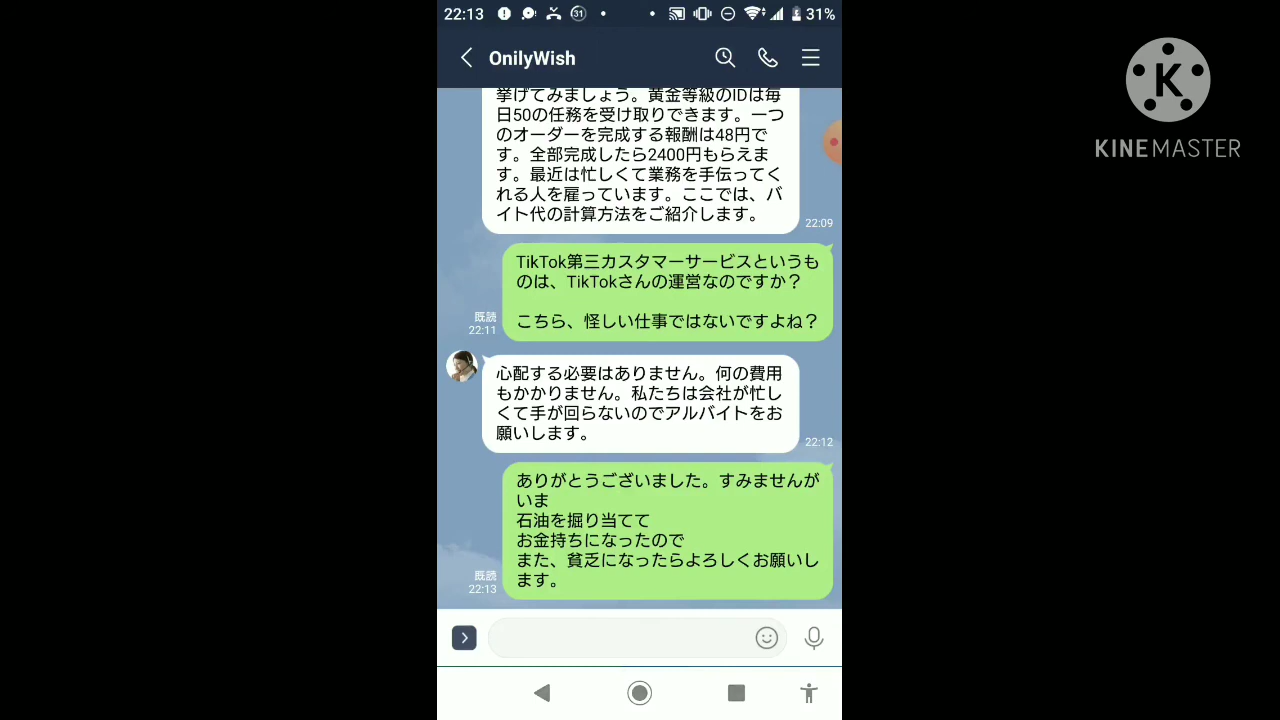 22:13
31
31%
OnilyWish
挙げてみましょう。黄金等級のIDは毎
日50の任務を受け取りできます。一つ
のオーダーを完成する報酬は48円で
す。全部完成したら2400円もらえま
す。最近は忙しくて業務を手伝ってく
れる人を雇っています。ここでは、バ
イト代の計算方法をご紹介します。
22:09
TikTok第三カスタマーサービスというも
のは、TikTokさんの運営なのですか？
こちら、怪しい仕事ではないですよね？
既読
22:11
心配する必要はありません。何の費用
もかかりません。私たちは会社が忙し
くて手が回らないのでアルバイトをお
願いします。
22:12
ありがとうございました。すみませんが
いま
石油を掘り当てて
お金持ちになったので
また、貧乏になったらよろしくお願いし
ます。
既読
22:13
K
KINEMASTER